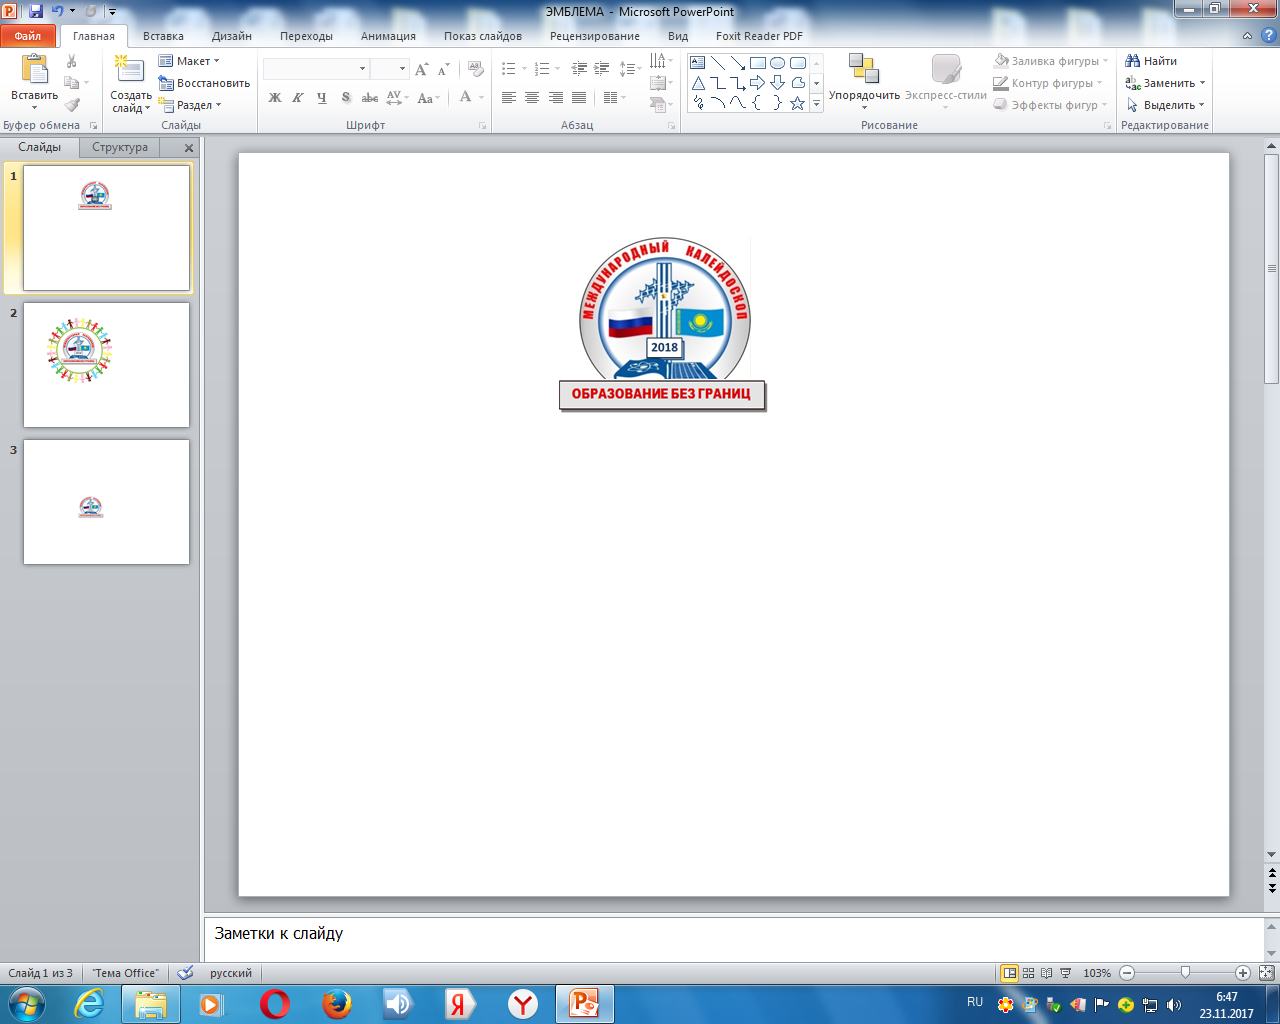 ЭМБЛЕМА - Microsoft PowerPoint
Файл Главная Вставка Дизайн Переходы Анимация Показ слайдов Рецензирование Вид Foxit Reader PDF
Вставить
Буфер обмена
Создать слайд
Макет
Восстановить
Раздел
Слайды
Ж К Ч S abc AV Aa A
Шрифт
Абзац
Упорядочить
Экспресс-стили
Заливка фигуры
Контур фигуры
Эффекты фигур
Рисование
Найти
Заменить
Выделить
Редактирование
Слайды Структура
1
2
3
МЕЖДУНАРОДНЫЙ КАЛЕЙДОСКОП
2018
ОБРАЗОВАНИЕ БЕЗ ГРАНИЦ
Заметки к слайду
Слайд 1 из 3 "Тема Office" русский 103%
RU
6:47
23.11.2017